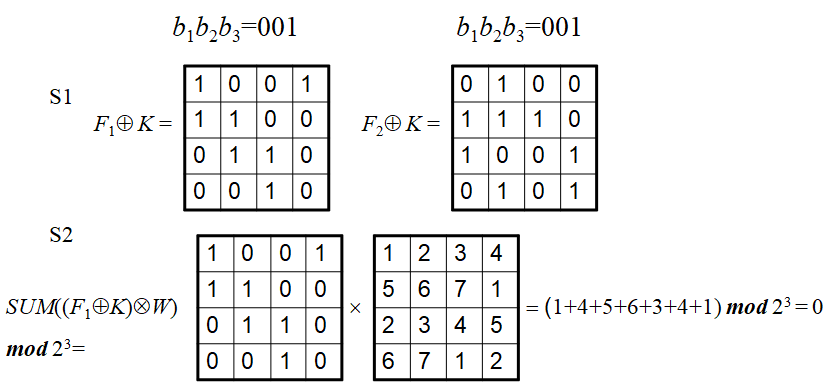 b₁b₂b₃=001 b₁b₂b₃=001
S1
F₁⊕K= F₂⊕K=
1 0 0 1 0 1 0 0
1 1 0 0 1 1 1 0
0 1 1 0 1 0 0 1
0 0 1 0 0 1 0 1
S2
SUM((F₁⊕K)⊗W)
mod 2³=
1 0 0 1 × 1 2 3 4
1 1 0 0 5 6 7 1
0 1 1 0 2 3 4 5
0 0 1 0 6 7 1 2
= (1+4+5+6+3+4+1) mod 2³ = 0